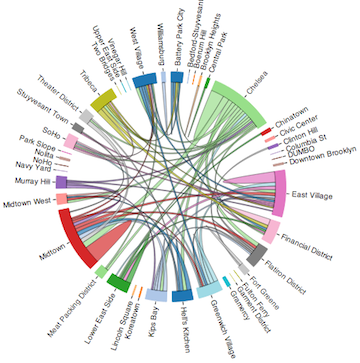 Central Park
Chelsea
Chinatown
Civic Center
Clinton Hill
Columbia St
DUMBO
Downtown Brooklyn
East Village
Financial District
Flatiron District
Fort Greene
Fulton Ferry
Garment District
Gramercy
Greenwich Village
Hell's Kitchen
Kips Bay
Koreatown
Lincoln Square
Lower East Side
Meat Packing District
Midtown
Midtown West
Murray Hill
Navy Yard
NoHo
Nolita
Park Slope
SoHo
Stuyvesant Town
Theater District
Tribeca
Two Bridges
Upper East Side
Vinegar Hill
West Village
Williamsburg
Battery Park City
Bedford-Stuyvesant
Boerum Hill
Brooklyn Heights